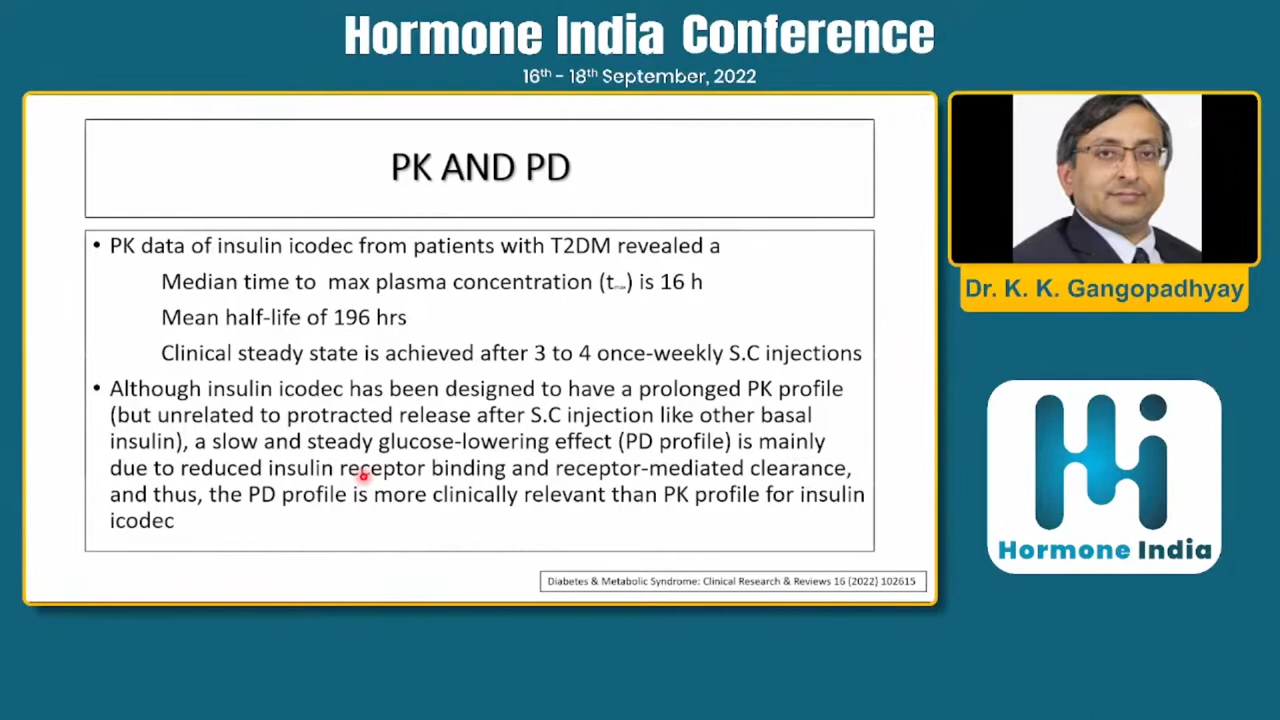 Hormone India Conference
16th - 18th September, 2022
PK AND PD
• PK data of insulin icodec from patients with T2DM revealed a
Median time to max plasma concentration (tmax) is 16 h
Mean half-life of 196 hrs
Clinical steady state is achieved after 3 to 4 once-weekly S.C injections
• Although insulin icodec has been designed to have a prolonged PK profile
(but unrelated to protracted release after S.C injection like other basal
insulin), a slow and steady glucose-lowering effect (PD profile) is mainly
due to reduced insulin receptor binding and receptor-mediated clearance,
and thus, the PD profile is more clinically relevant than PK profile for insulin
icodec
Diabetes & Metabolic Syndrome: Clinical Research & Reviews 16 (2022) 102615
Dr. K. K. Gangopadhyay
Hi
Hormone India